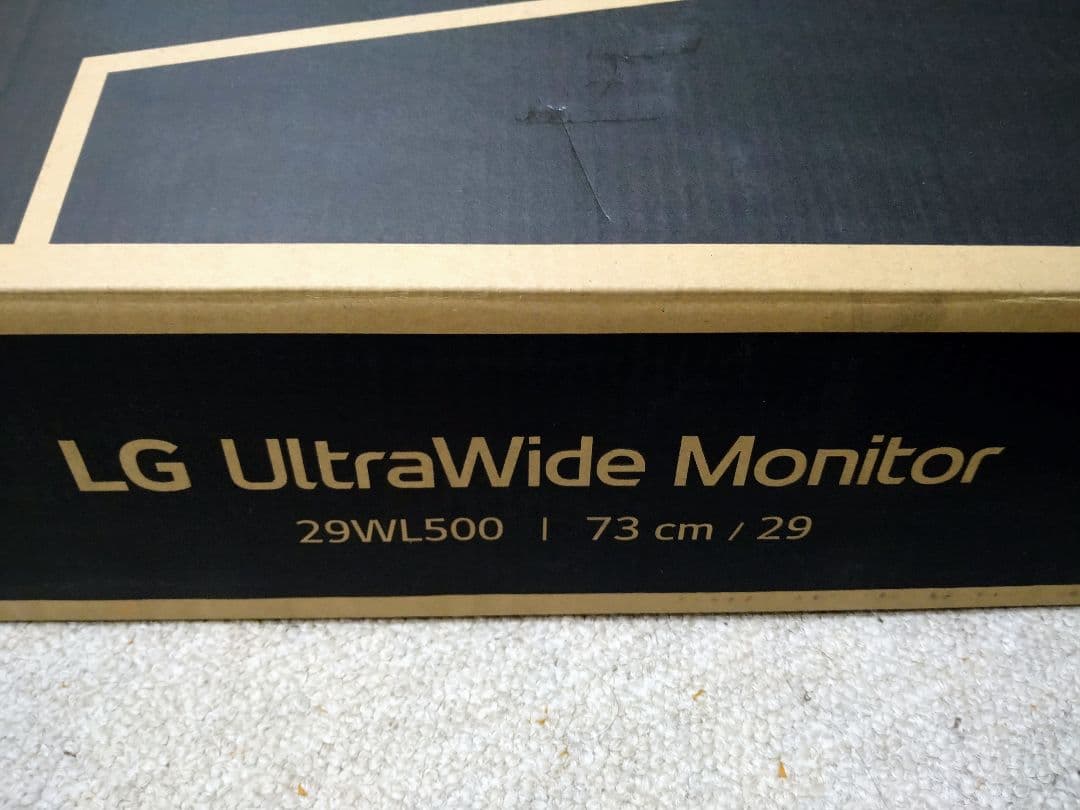 LG UltraWide Monitor
29WL500 | 73 cm / 29